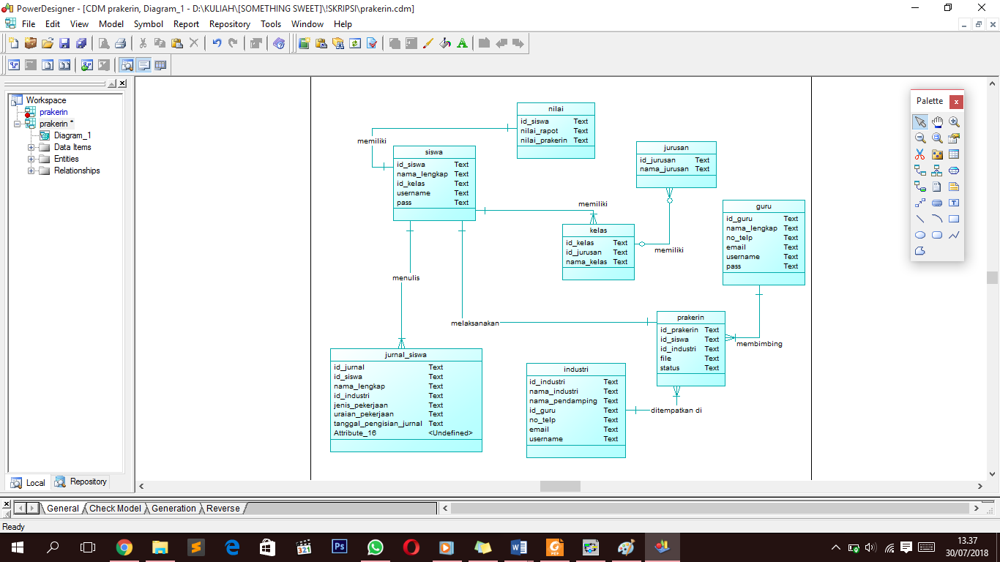 PowerDesigner - [CDM prakerin, Diagram_1 - D:\KULIAH\[SOMETHING SWEET]\!SKRIPSI\prakerin.cdm]
File Edit View Model Symbol Report Repository Tools Window Help
Workspace
prakerin
prakerin *
Diagram_1
Data Items
Entities
Relationships
Local Repository
nilai
id_siswa Text
nilai_rapot Text
nilai_prakerin Text
memiliki
siswa
id_siswa Text
nama_lengkap Text
id_kelas Text
username Text
pass Text
jurusan
id_jurusan Text
nama_jurusan Text
memiliki
kelas
id_kelas Text
id_jurusan Text
nama_kelas Text
memiliki
guru
id_guru Text
nama_lengkap Text
no_telp Text
email Text
username Text
pass Text
menulis
melaksanakan
prakerin
id_prakerin Text
id_siswa Text
id_industri Text
file Text
status Text
membimbing
jurnal_siswa
id_jurnal Text
id_siswa Text
nama_lengkap Text
id_industri Text
jenis_pekerjaan Text
uraian_pekerjaan Text
tanggal_pengisian_jurnal Text
Attribute_16 <Undefined>
industri
id_industri Text
nama_industri Text
nama_pendamping Text
id_guru Text
no_telp Text
email Text
username Text
ditempatkan di
Palette
General Check Model Generation Reverse
Ready
13.37
30/07/2018